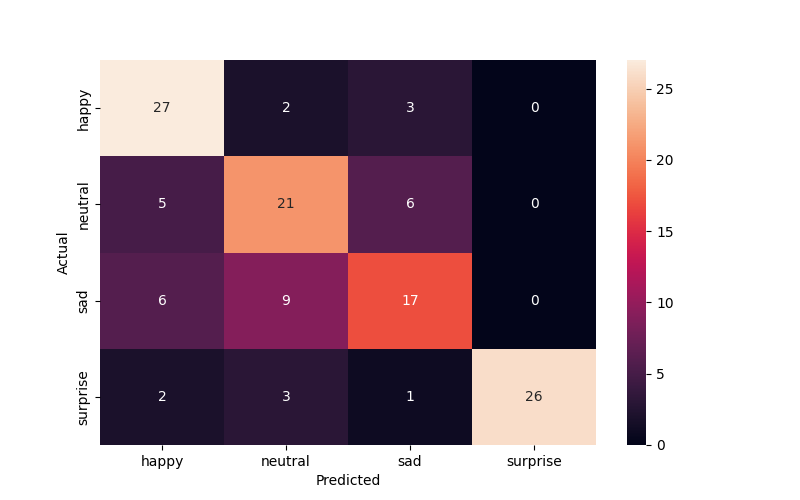 happy 27 2 3 0
neutral 5 21 6 0
sad 6 9 17 0
surprise 2 3 1 26
happy neutral sad surprise
Predicted
Actual
25
20
15
10
5
0